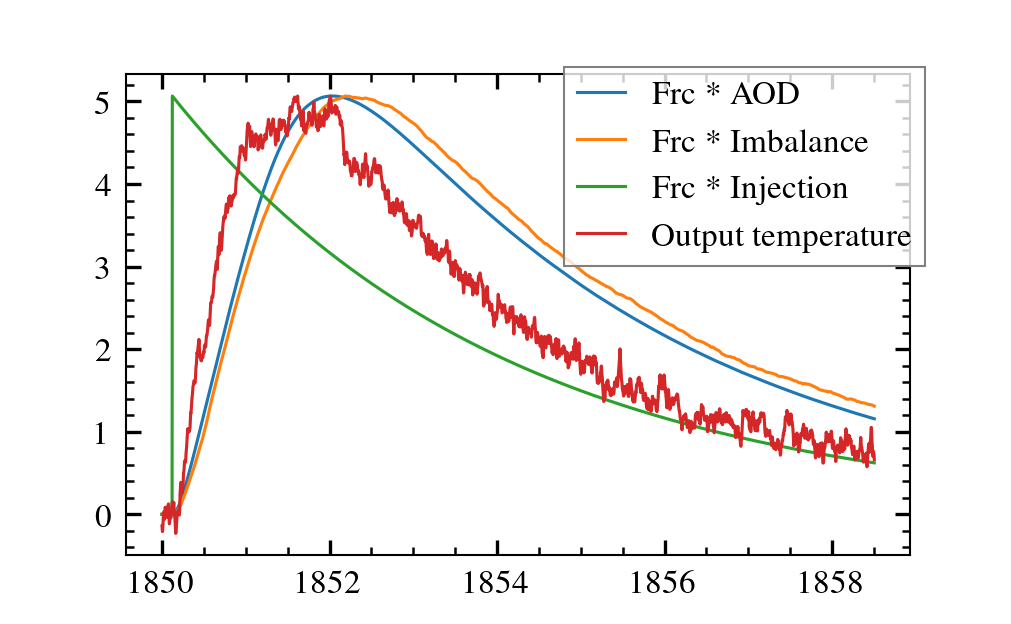 Frc * AOD
Frc * Imbalance
Frc * Injection
Output temperature
5
4
3
2
1
0
1850 1852 1854 1856 1858